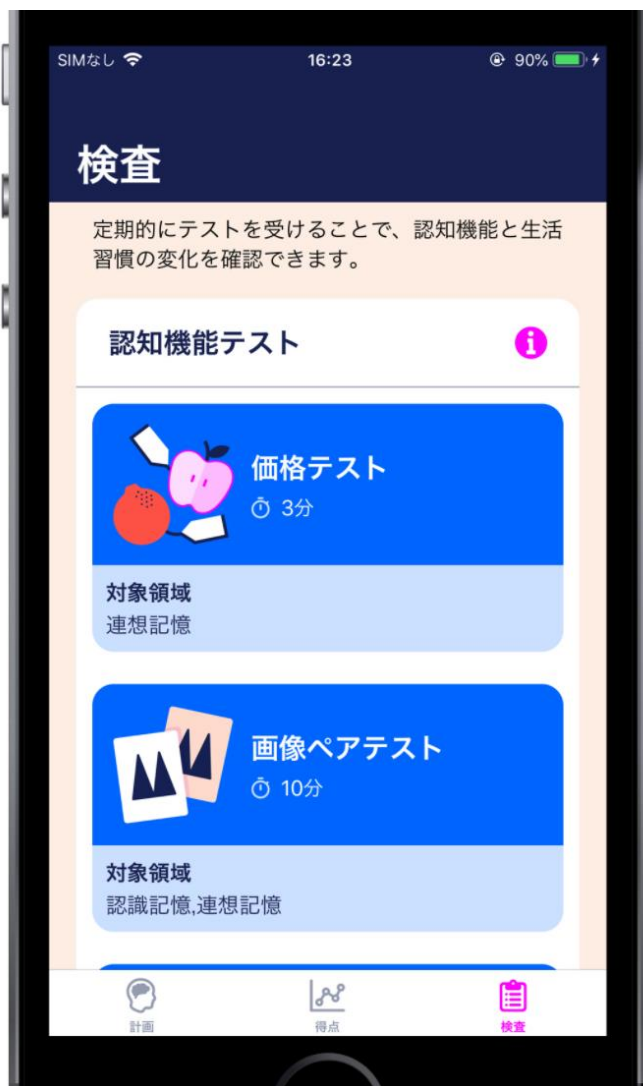 SIMなし 16:23 90%
検査
定期的にテストを受けることで、認知機能と生活
習慣の変化を確認できます。
認知機能テスト
価格テスト
3分
対象領域
連想記憶
画像ペアテスト
10分
対象領域
認識記憶,連想記憶
計画 得点 検査